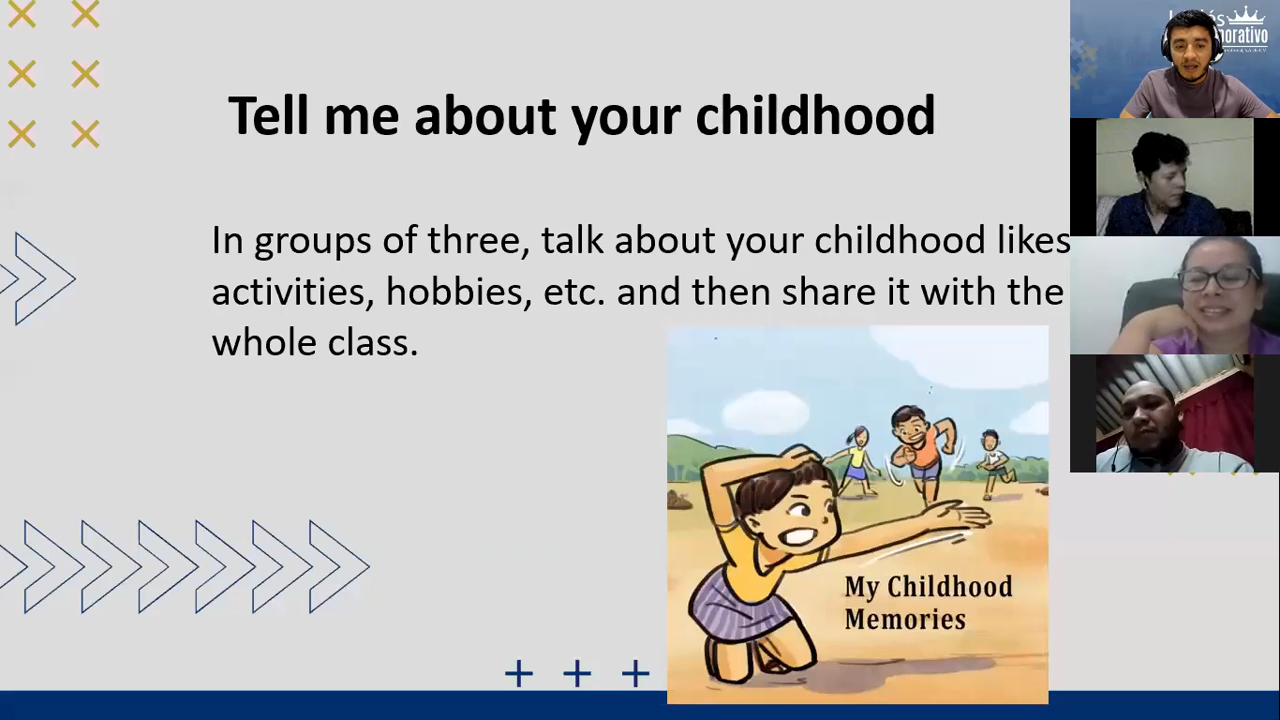 Tell me about your childhood
In groups of three, talk about your childhood likes
activities, hobbies, etc. and then share it with the
whole class.
My Childhood
Memories